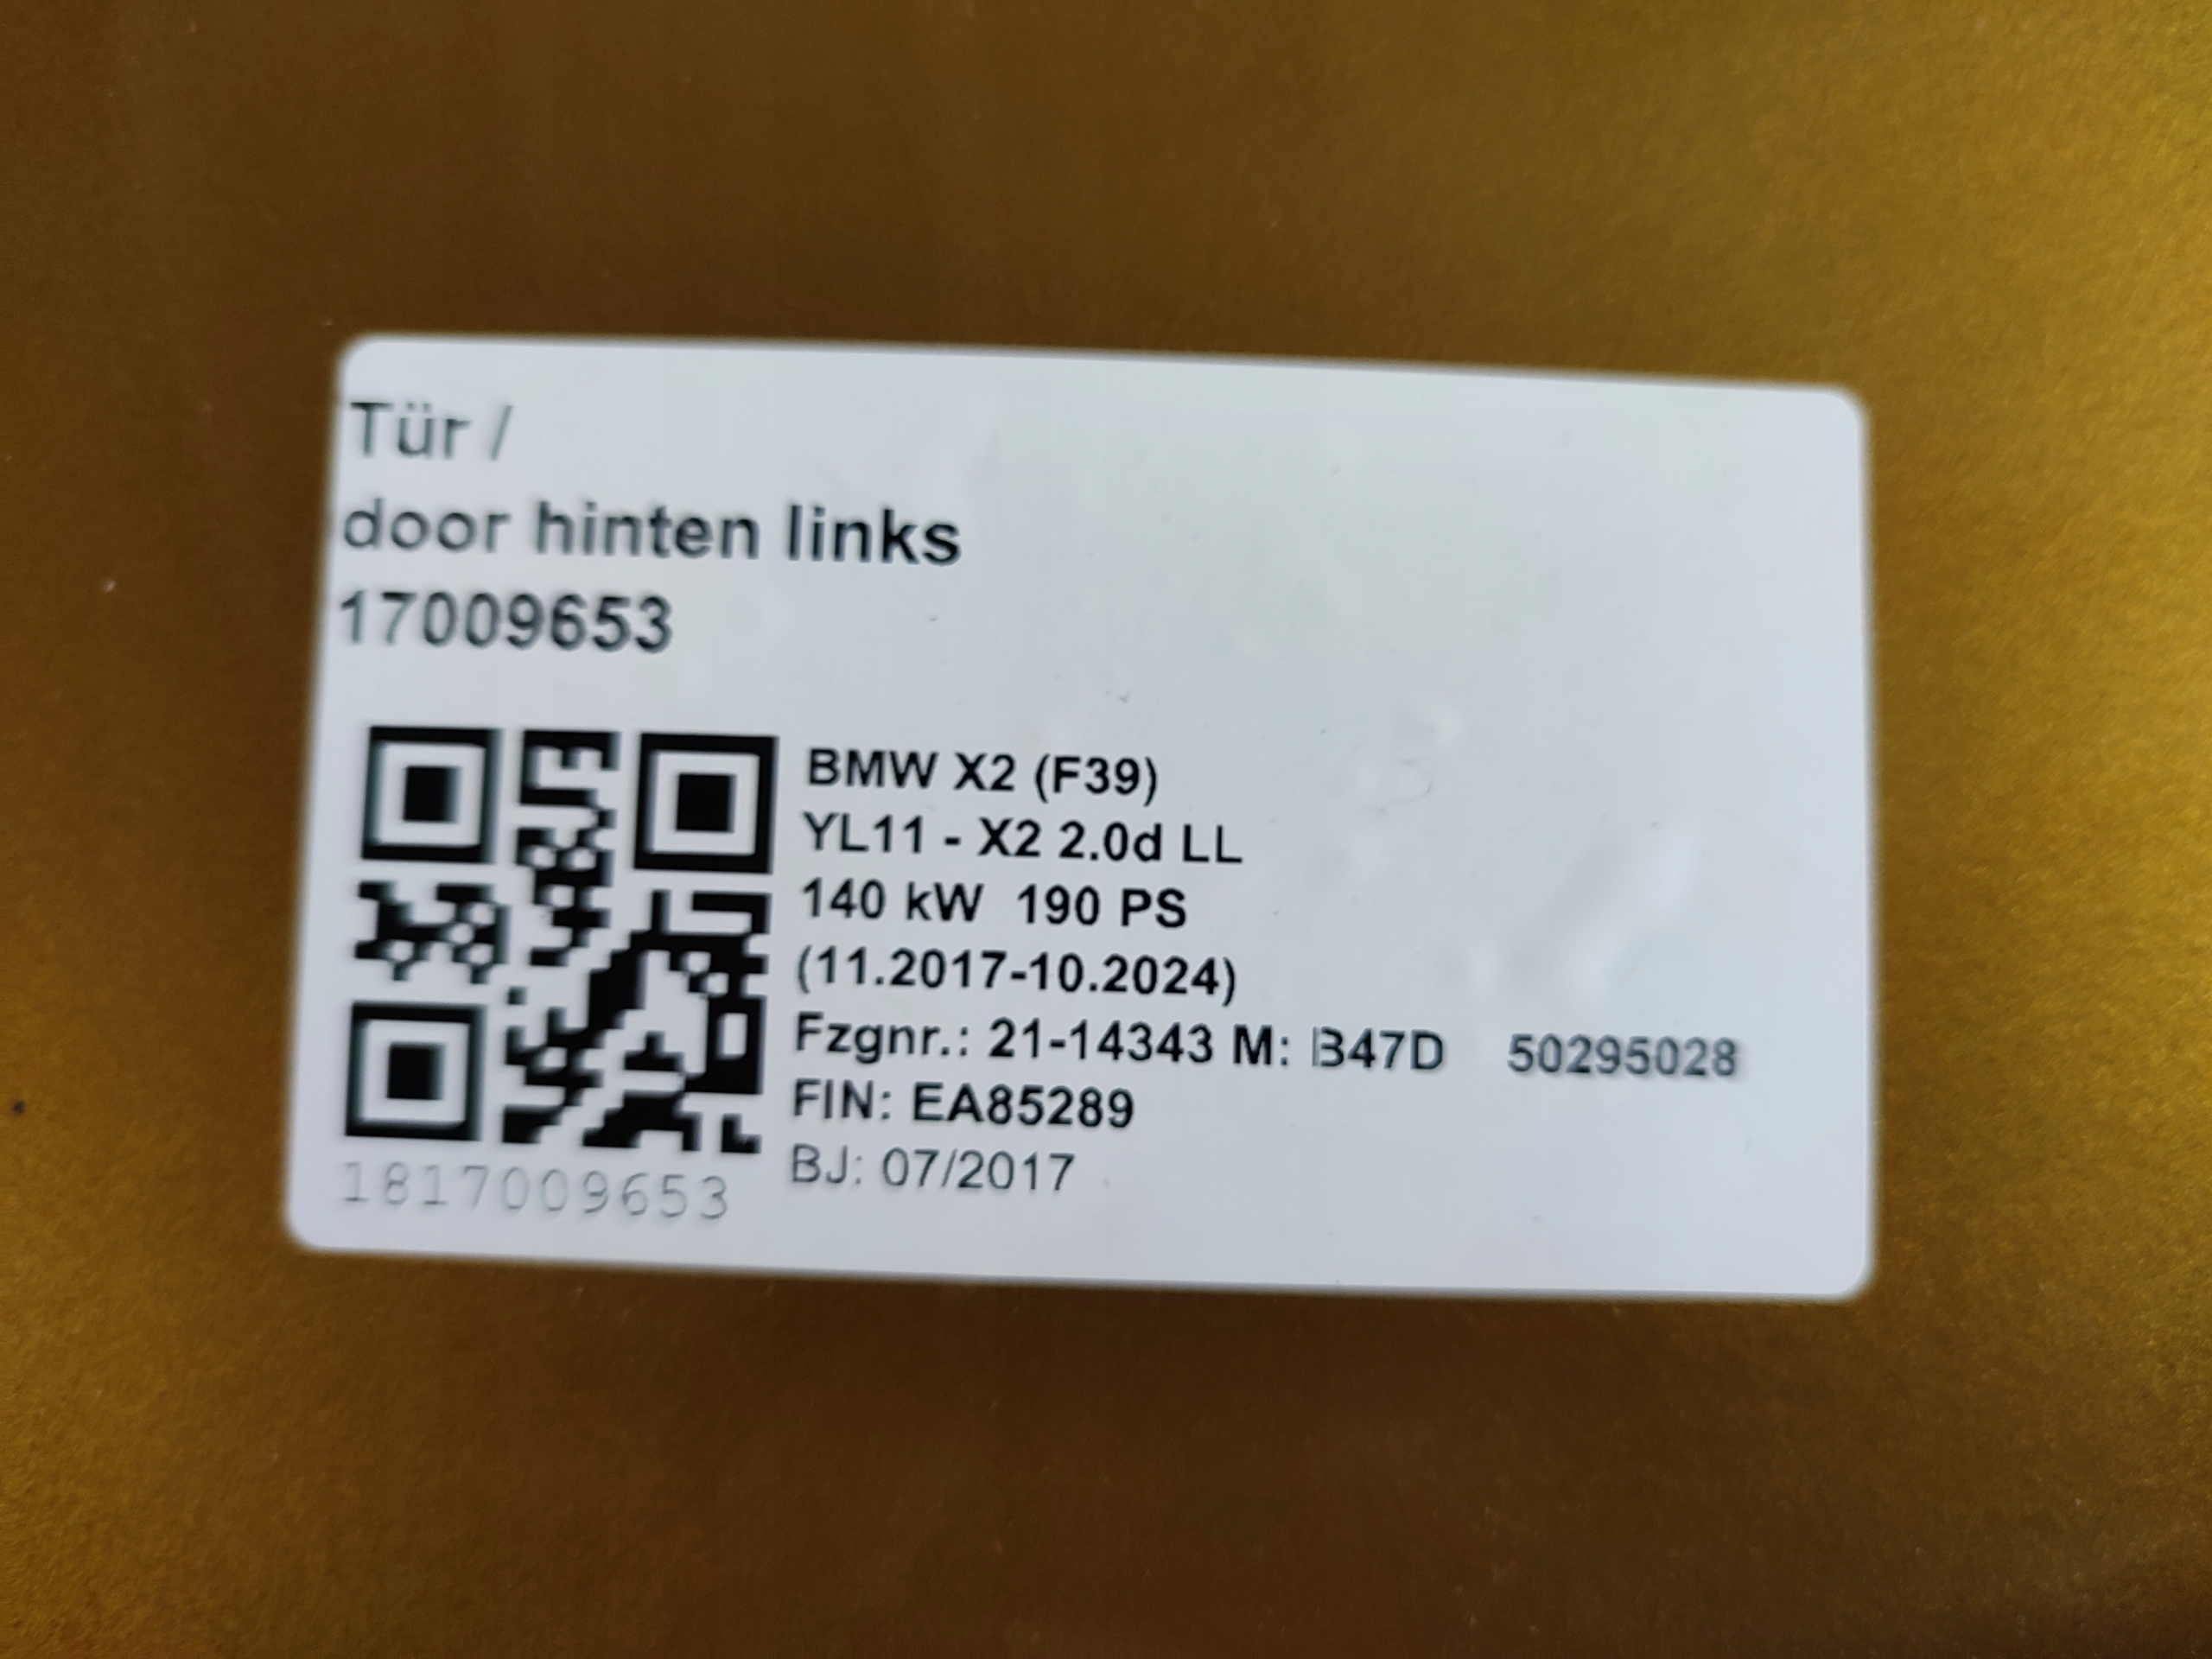 Tür /
door hinten links
17009653
BMW X2 (F39)
YL11 - X2 2.0d LL
140 kW 190 PS
(11.2017-10.2024)
Fzgnr.: 21-14343 M: B47D 50295028
FIN: EA85289
BJ: 07/2017
1817009653